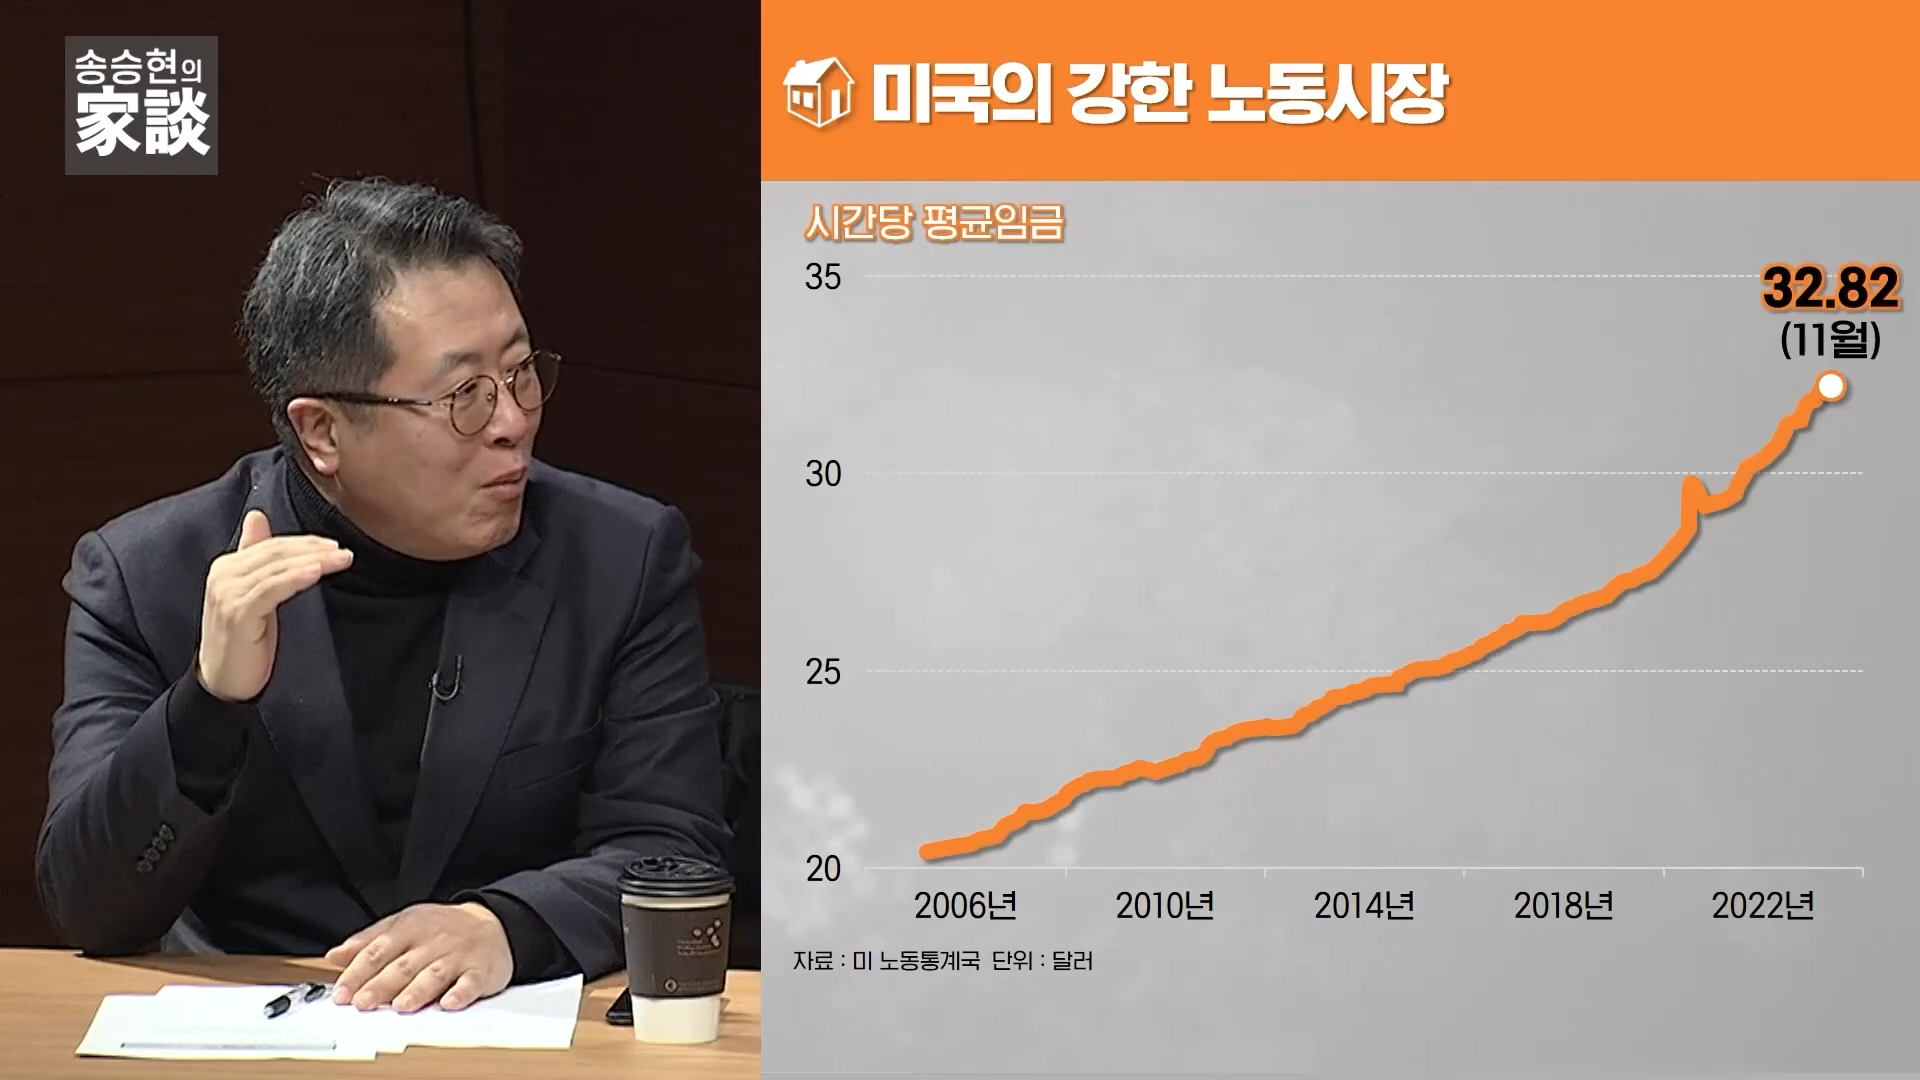 송승현의
家談
미국의 강한 노동시장
시간당 평균임금
35
32.82
(11월)
30
25
20
2006년 2010년 2014년 2018년 2022년
자료 : 미 노동통계국 단위 : 달러